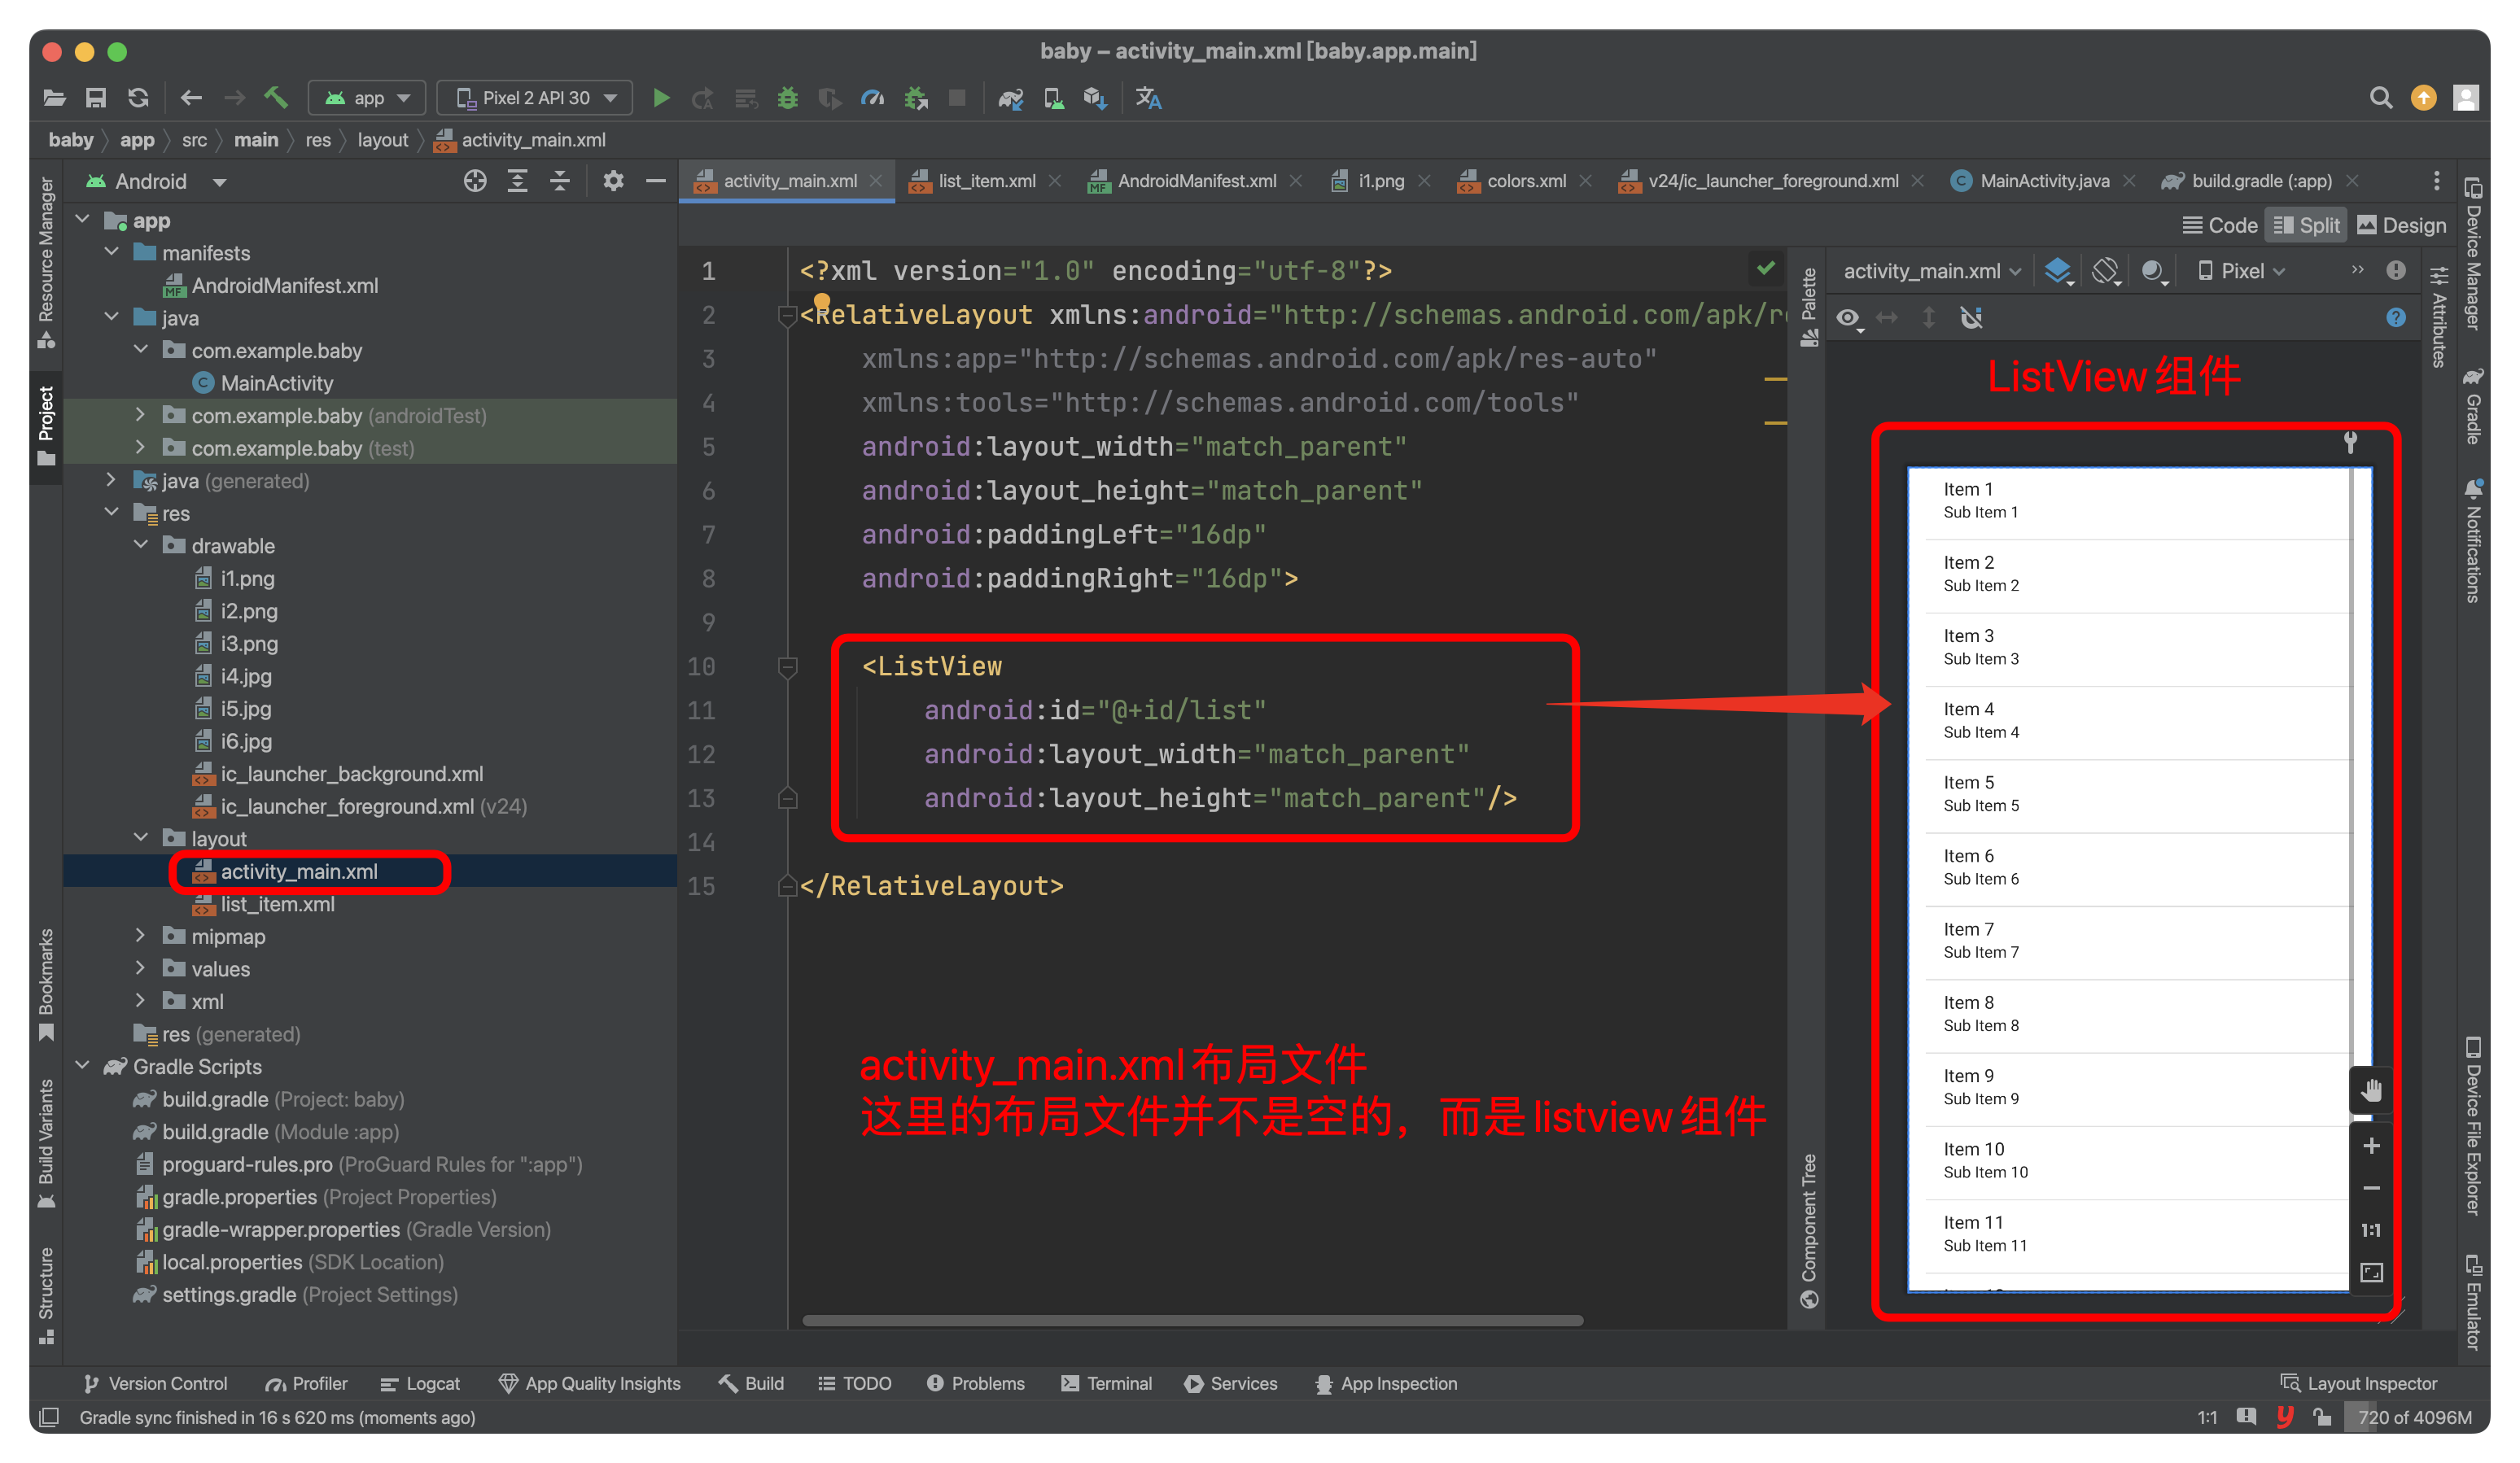 baby – activity_main.xml [baby.app.main]
app
Pixel 2 API 30
baby
app
src
main
res
layout
activity_main.xml
Resource Manager
Project
Bookmarks
Build Variants
Structure
Android
app
manifests
AndroidManifest.xml
java
com.example.baby
MainActivity
com.example.baby (androidTest)
com.example.baby (test)
java (generated)
res
drawable
i1.png
i2.png
i3.png
i4.jpg
i5.jpg
i6.jpg
ic_launcher_background.xml
ic_launcher_foreground.xml (v24)
layout
activity_main.xml
list_item.xml
mipmap
values
xml
res (generated)
Gradle Scripts
build.gradle (Project: baby)
build.gradle (Module :app)
proguard-rules.pro (ProGuard Rules for ":app")
gradle.properties (Project Properties)
gradle-wrapper.properties (Gradle Version)
local.properties (SDK Location)
settings.gradle (Project Settings)
activity_main.xml
list_item.xml
AndroidManifest.xml
i1.png
colors.xml
v24/ic_launcher_foreground.xml
MainActivity.java
build.gradle (:app)
Code
Split
Design
1 <?xml version="1.0" encoding="utf-8"?>
2 <RelativeLayout xmlns:android="http://schemas.android.com/apk/r
3 xmlns:app="http://schemas.android.com/apk/res-auto"
4 xmlns:tools="http://schemas.android.com/tools"
5 android:layout_width="match_parent"
6 android:layout_height="match_parent"
7 android:paddingLeft="16dp"
8 android:paddingRight="16dp">
9
10 <ListView
11 android:id="@+id/list"
12 android:layout_width="match_parent"
13 android:layout_height="match_parent"/>
14
15 </RelativeLayout>
activity_main.xml布局文件
这里的布局文件并不是空的，而是listview组件
Palette
Component Tree
activity_main.xml
Pixel
ListView组件
Item 1
Sub Item 1
Item 2
Sub Item 2
Item 3
Sub Item 3
Item 4
Sub Item 4
Item 5
Sub Item 5
Item 6
Sub Item 6
Item 7
Sub Item 7
Item 8
Sub Item 8
Item 9
Sub Item 9
Item 10
Sub Item 10
Item 11
Sub Item 11
1:1
Attributes
Device Manager
Gradle
Notifications
Device File Explorer
Emulator
Version Control
Profiler
Logcat
App Quality Insights
Build
TODO
Problems
Terminal
Services
App Inspection
Layout Inspector
Gradle sync finished in 16 s 620 ms (moments ago)
1:1
720 of 4096M